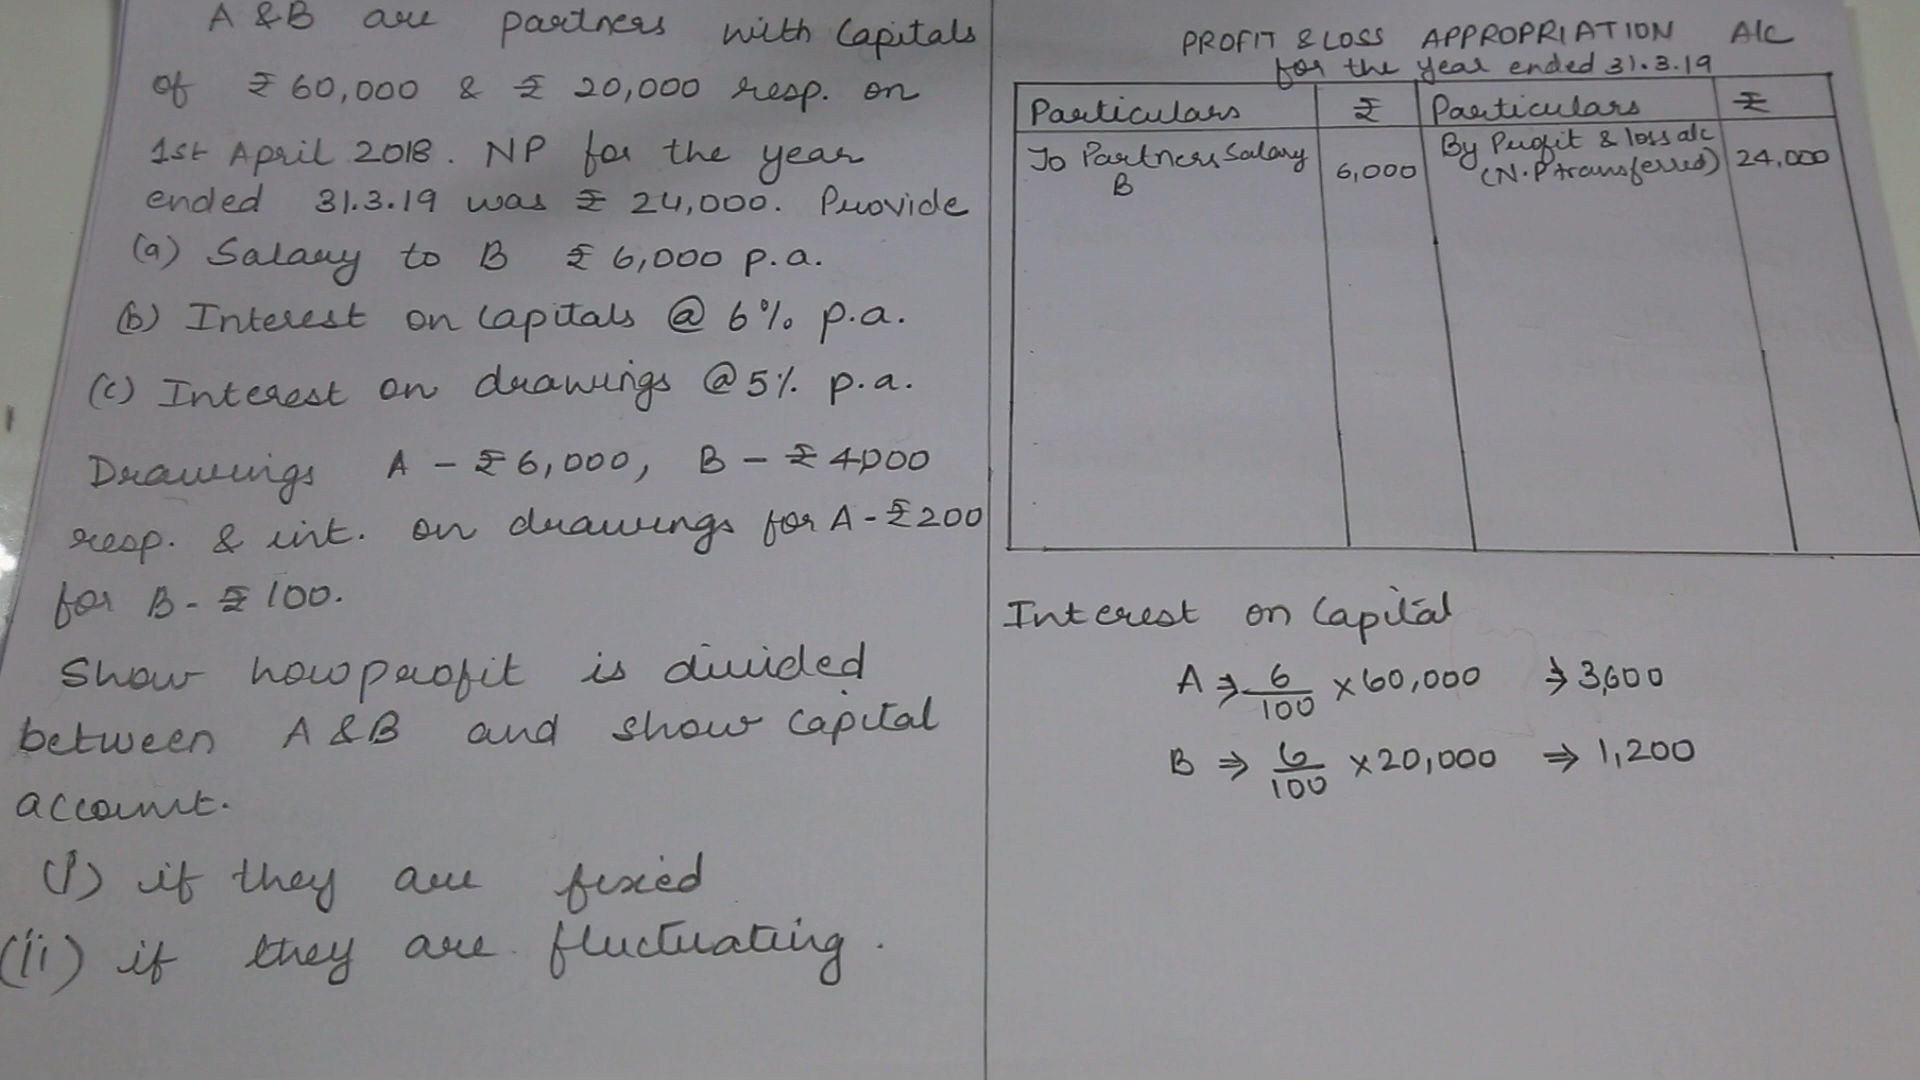 A & B are partners with Capitals
of ₹ 60,000 & ₹ 20,000 resp. on
1st April 2018. NP for the year
ended 31.3.19 was ₹ 24,000. Provide
(a) Salary to B ₹ 6,000 p.a.
(b) Interest on Capitals @ 6% p.a.
(c) Interest on drawings @ 5% p.a.
Drawings A - ₹ 6,000, B - ₹ 4000
resp. & int. on drawings for A - ₹ 200
for B - ₹ 100.
Show how profit is divided
between A & B and show Capital
account.
(i) if they are fixed
(ii) if they are fluctuating.
PROFIT & LOSS APPROPRIATION A/C
for the year ended 31.3.19
Particulars ₹ Particulars ₹
To Partners Salary
B 6,000
By Profit & loss a/c
(N.P transferred) 24,000
Interest on Capital
A ⇒ 6/100 × 60,000 ⇒ 3,600
B ⇒ 6/100 × 20,000 ⇒ 1,200